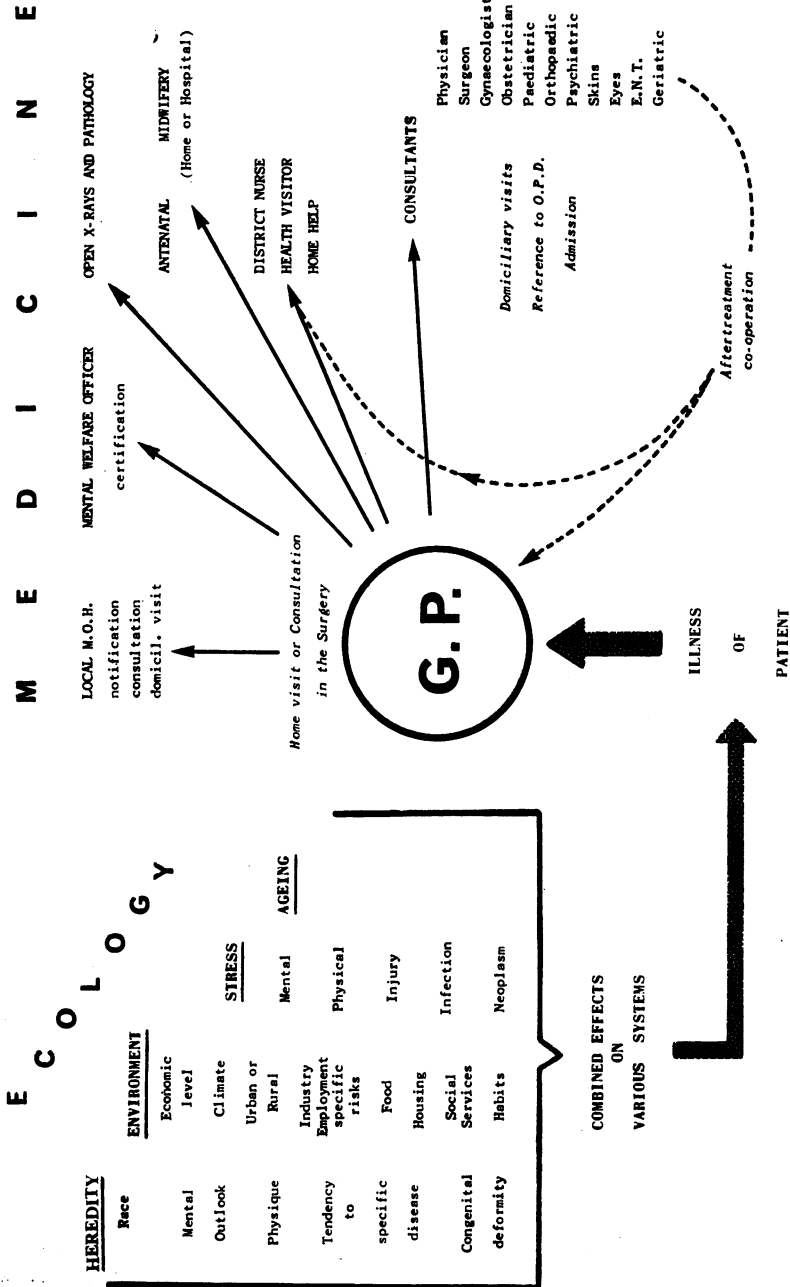 E C O L O G Y
HEREDITY
Race
Mental
Outlook
Physique
Tendency
to
specific
disease
Congenital
deformity
ENVIRONMENT
Economic
level
Climate
Urban or
Rural
Industry
Employment
specific
risks
Food
Housing
Social
Services
Habits
STRESS
Mental
Physical
Injury
Infection
Neoplasm
AGEING
COMBINED EFFECTS
ON
VARIOUS SYSTEMS
M E D I C I N E
LOCAL M.O.H.
notification
consultation
domicil. visit
MENTAL WELFARE OFFICER
certification
OPEN X-RAYS AND PATHOLOGY
ANTENATAL MIDWIFERY
(Home or Hospital)
DISTRICT NURSE
HEALTH VISITOR
HOME HELP
Home visit or Consultation
in the Surgery
G.P.
CONSULTANTS
Physician
Surgeon
Gynaecologist
Obstetrician
Paediatric
Orthopaedic
Psychiatric
Skins
Eyes
E.N.T.
Geriatric
Domiciliary visits
Reference to O.P.D.
Admission
Aftertreatment
co-operation
ILLNESS
OF
PATIENT